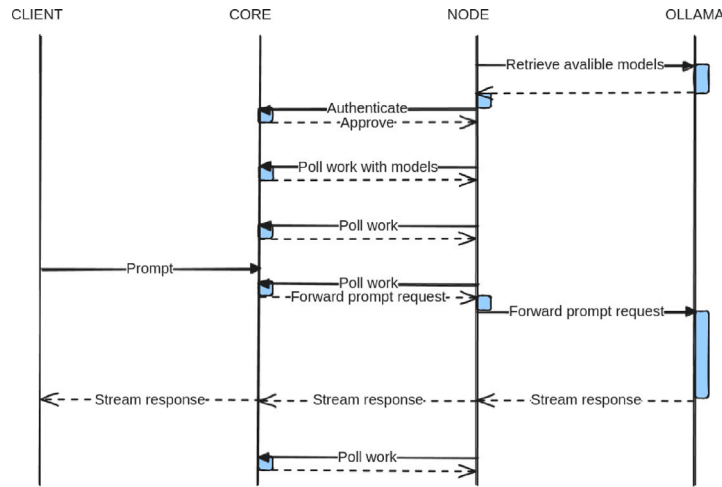 CLIENT
CORE
NODE
OLLAMA
Retrieve avalible models
Authenticate
Approve
Poll work with models
Poll work
Prompt
Poll work
Forward prompt request
Forward prompt request
Stream response
Stream response
Stream response
Poll work